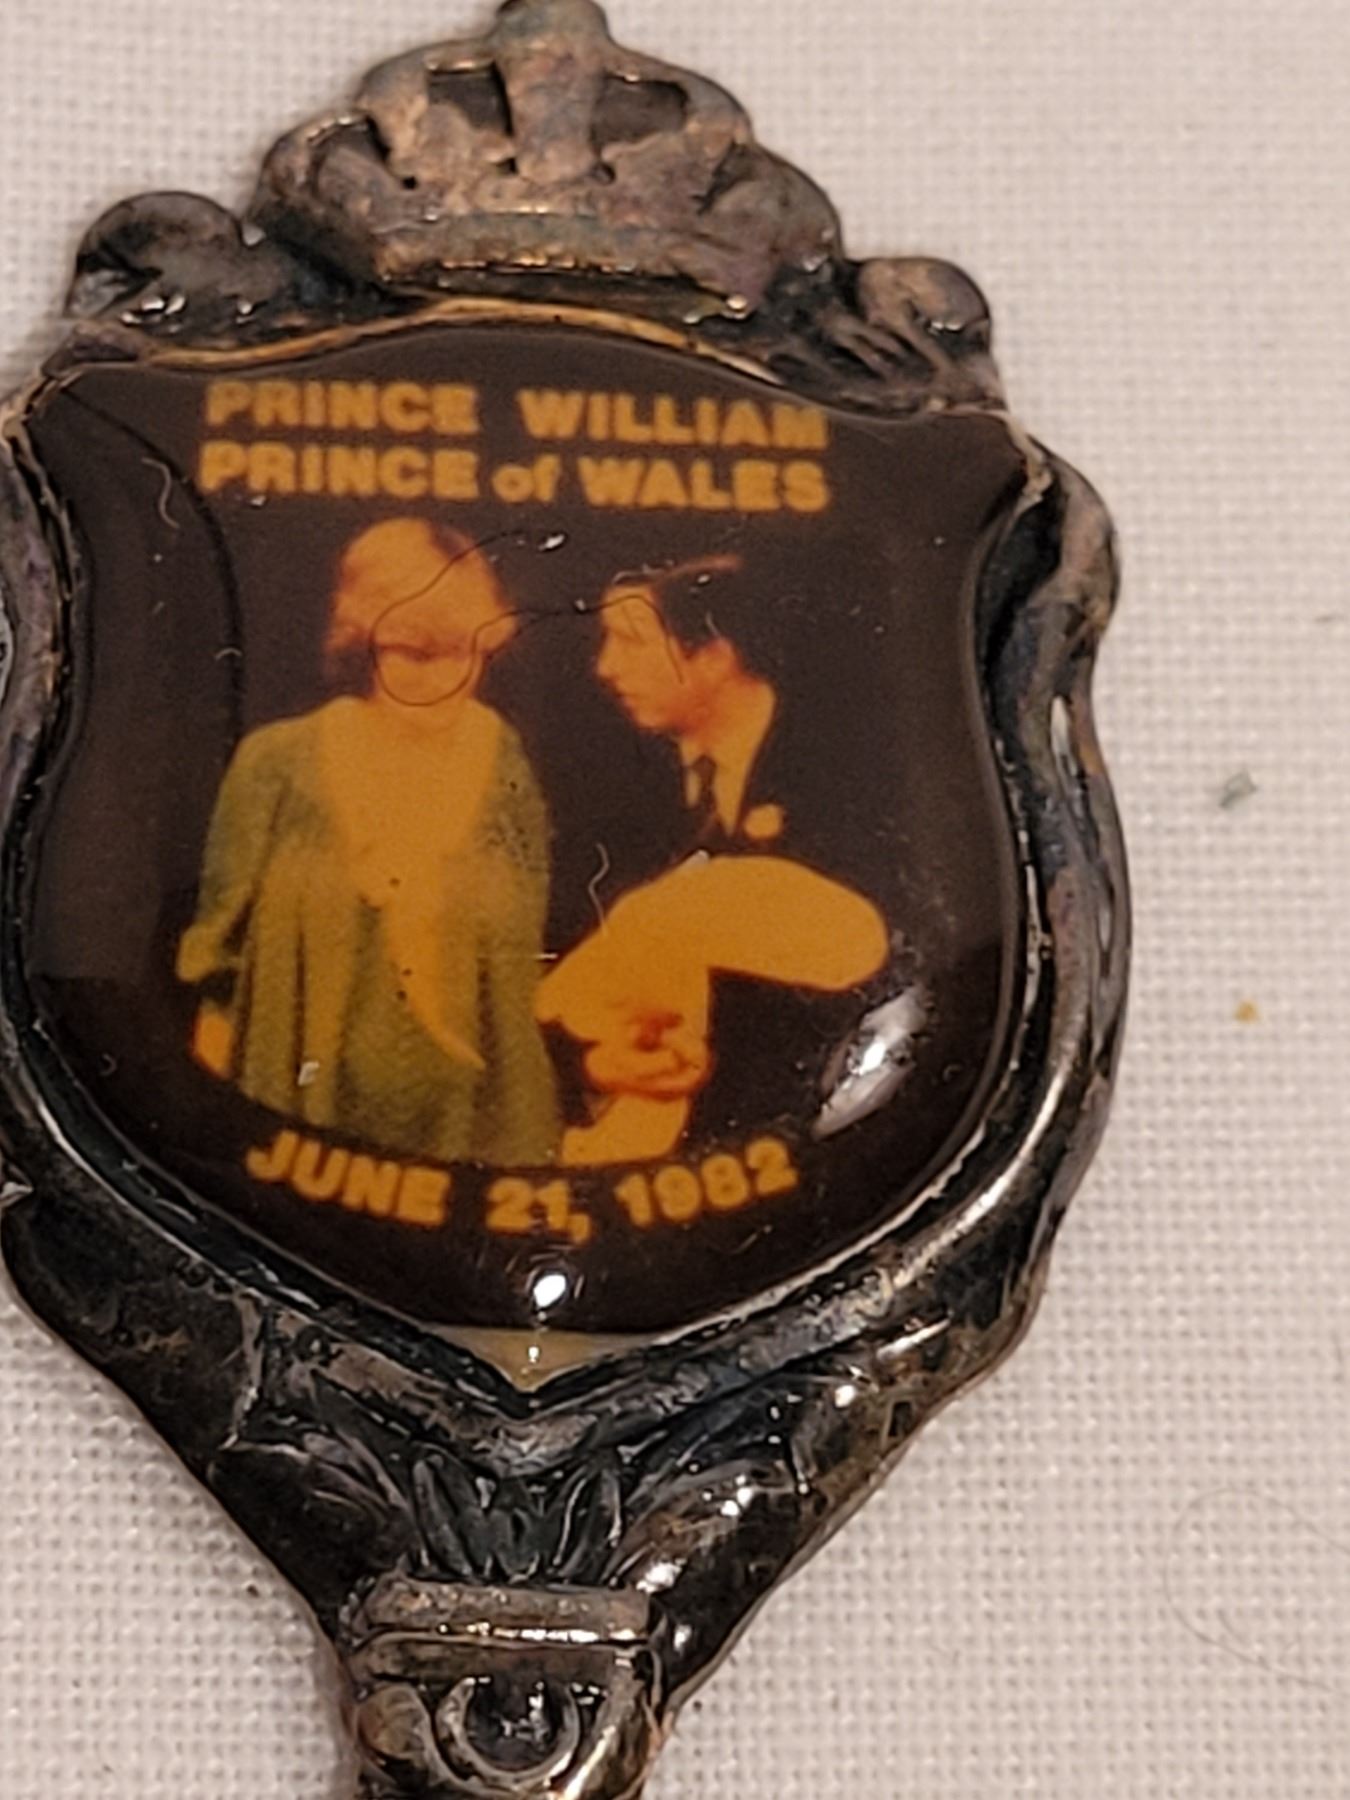 PRINCE WILLIAM
PRINCE of WALES
JUNE 21, 1982